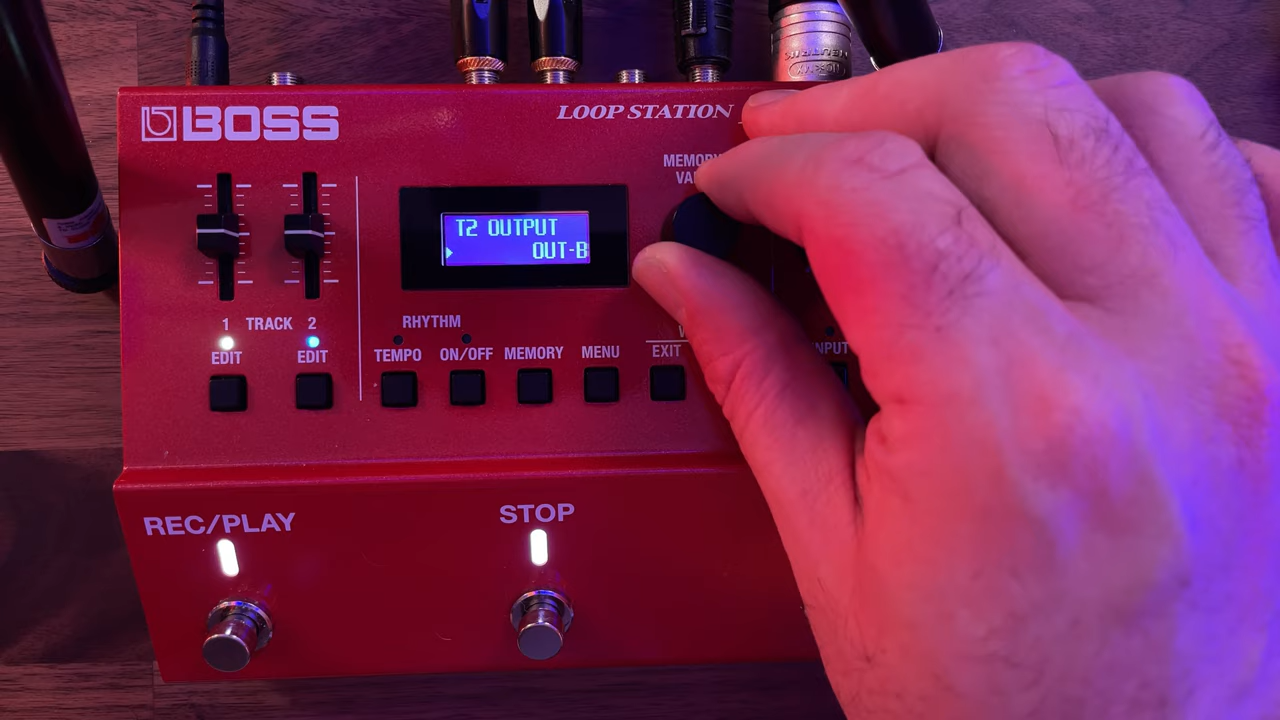 BOSS
LOOP STATION
MEMORY
T2 OUTPUT
OUT-B
1 TRACK 2
EDIT EDIT
RHYTHM
TEMPO ON/OFF MEMORY MENU EXIT
REC/PLAY
STOP